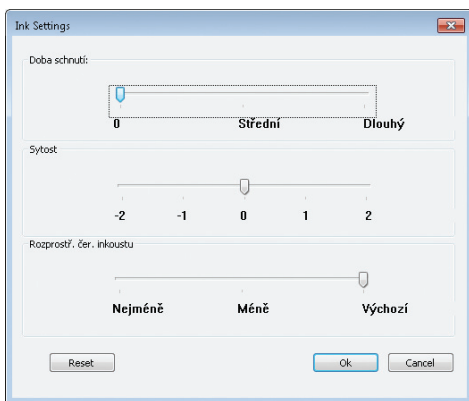 Ink Settings
Doba schnutí:
0 Střední Dlouhý
Sytost
-2 -1 0 1 2
Rozprostř. čer. inkoustu
Nejméně Méně Výchozí
Reset Ok Cancel